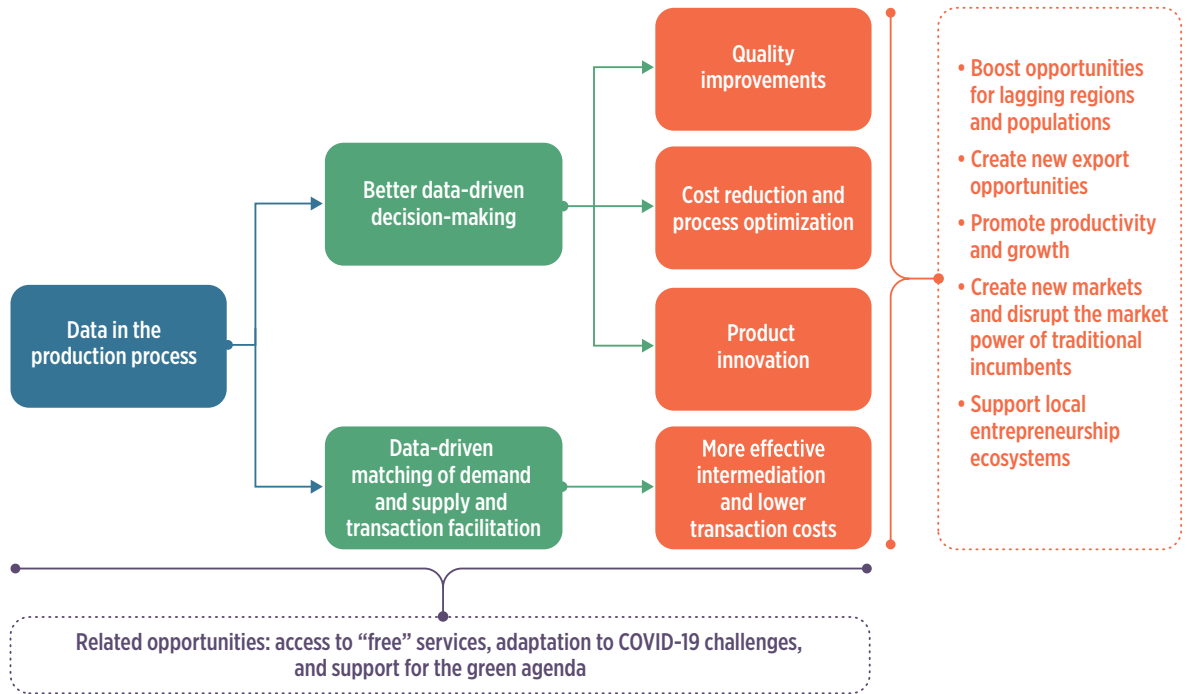 Data in the
production process
Better data-driven
decision-making
Data-driven
matching of demand
and supply and
transaction facilitation
Quality
improvements
Cost reduction and
process optimization
Product
innovation
More effective
intermediation
and lower
transaction costs
• Boost opportunities
for lagging regions
and populations
• Create new export
opportunities
• Promote productivity
and growth
• Create new markets
and disrupt the market
power of traditional
incumbents
• Support local
entrepreneurship
ecosystems
Related opportunities: access to “free” services, adaptation to COVID-19 challenges,
and support for the green agenda